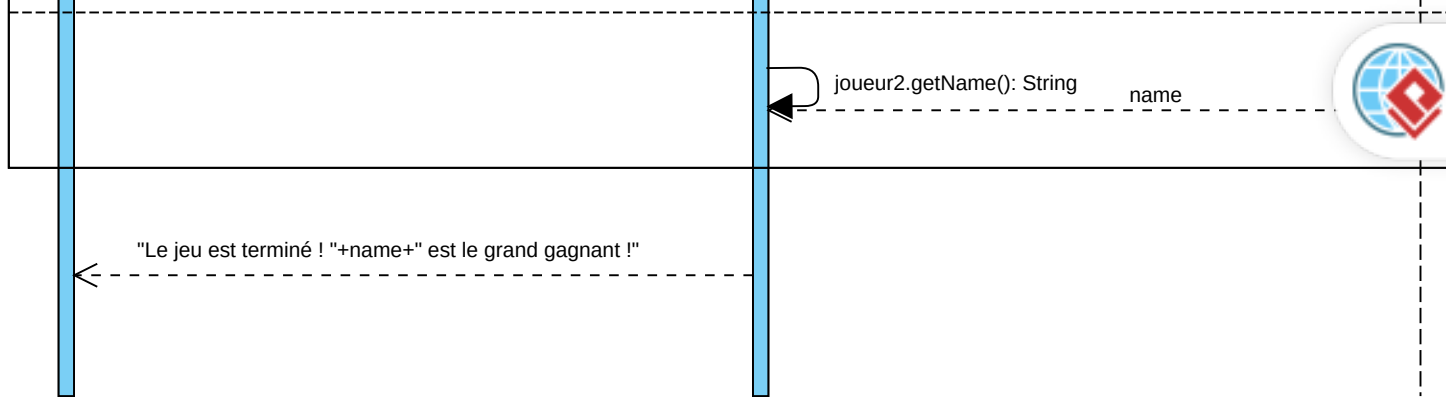 joueur2.getName(): String
name
"Le jeu est terminé ! "+name+" est le grand gagnant !"